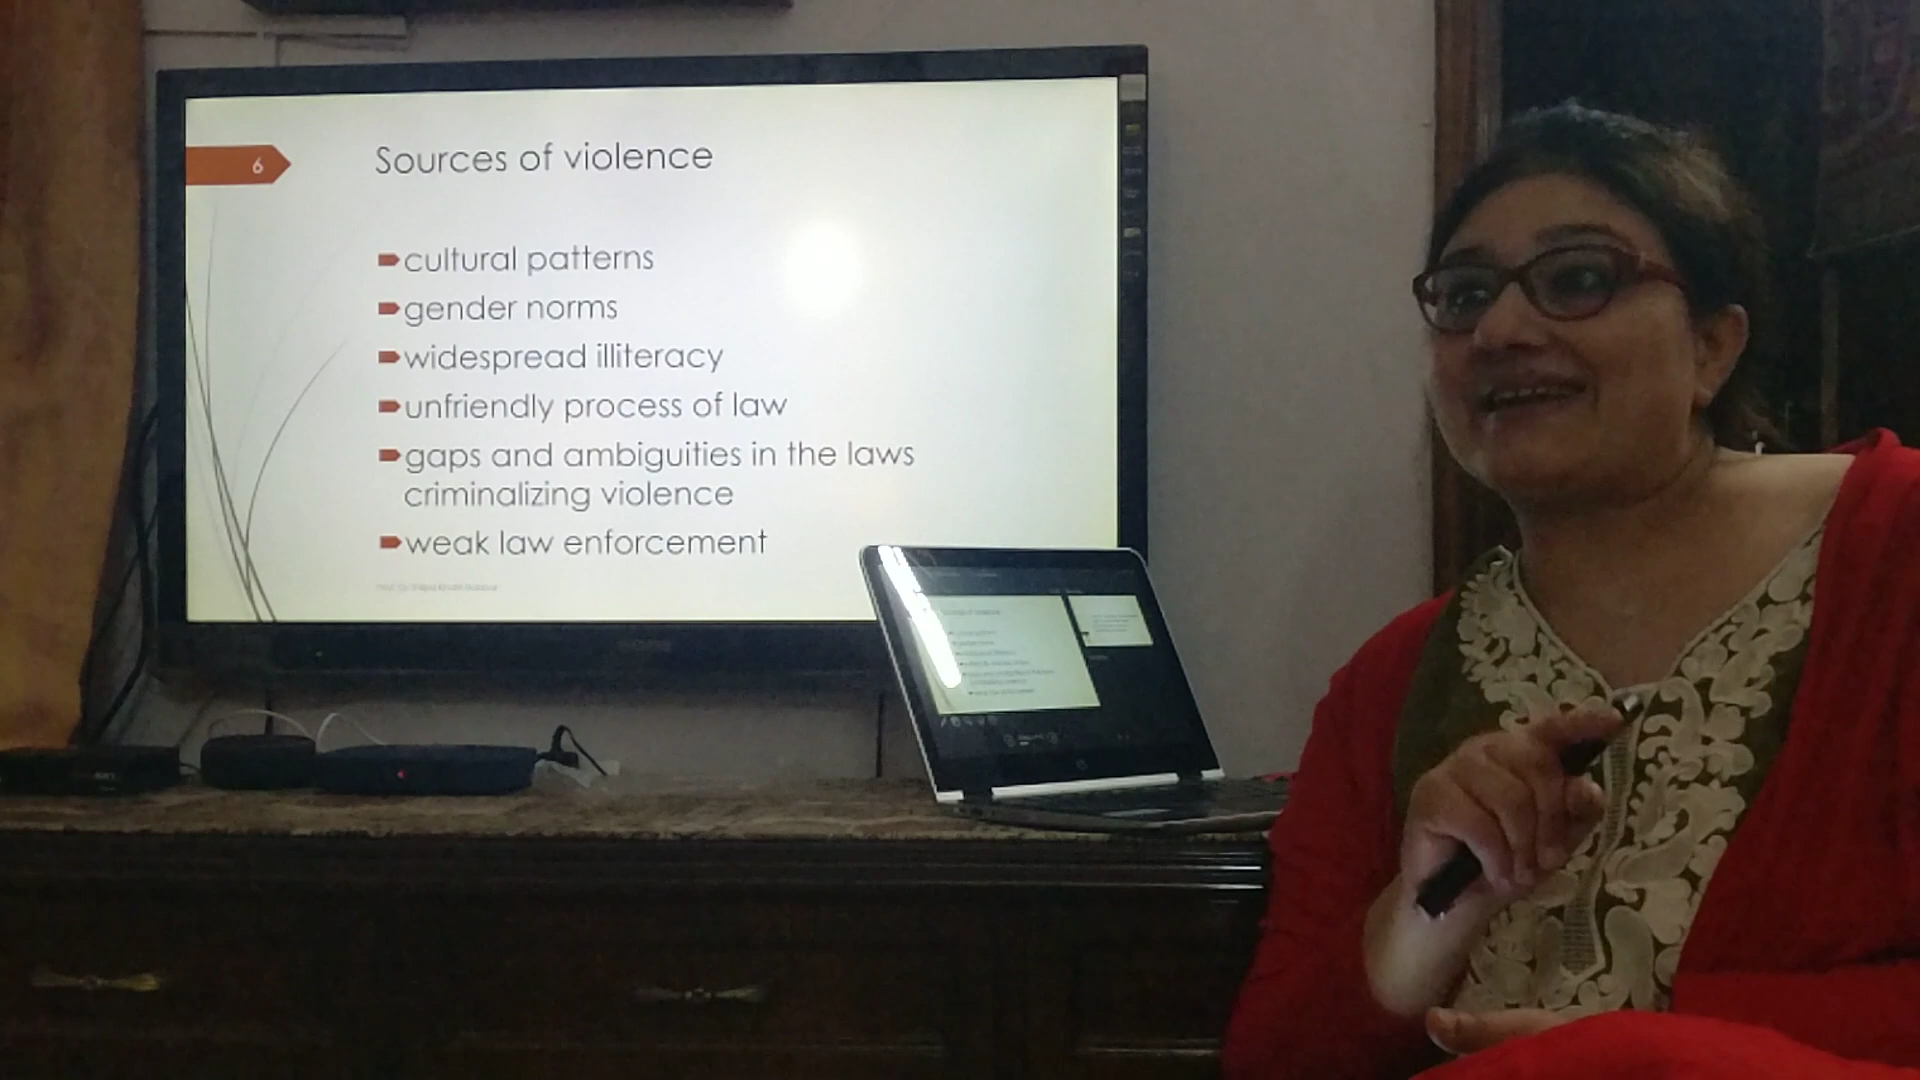 6
Sources of violence
cultural patterns
gender norms
widespread illiteracy
unfriendly process of law
gaps and ambiguities in the laws
criminalizing violence
weak law enforcement